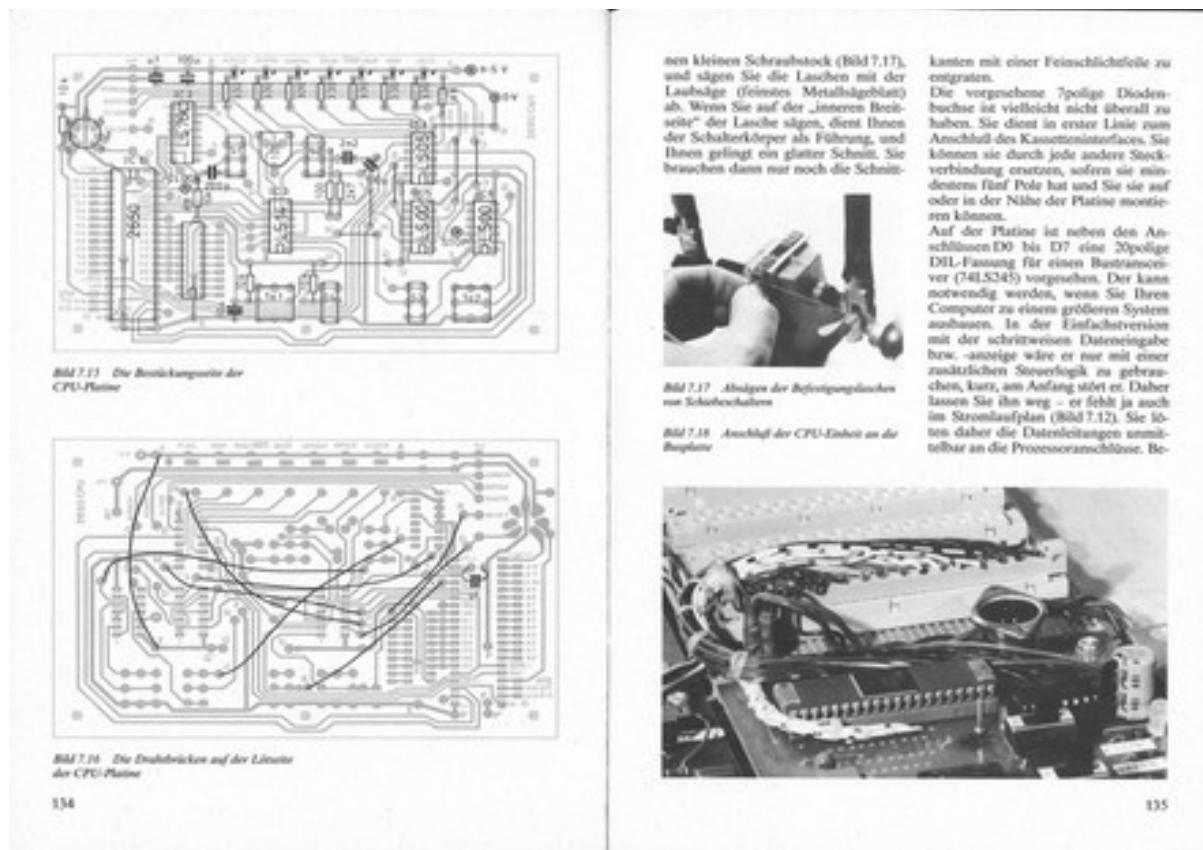 +5V
0V
2650
Bild 7.15 Die Bestückungsseite der
CPU-Platine
Bild 7.16 Die Drahtbrücken auf der Lötseite
der CPU-Platine
134
nen kleinen Schraubstock (Bild 7.17),
und sägen Sie die Laschen mit der
Laubsäge (feinstes Metallsägeblatt)
ab. Wenn Sie auf der „inneren Breit-
seite“ der Lasche sägen, dient Ihnen
der Schalterkörper als Führung, und
Ihnen gelingt ein glatter Schnitt. Sie
brauchen dann nur noch die Schnitt-
Bild 7.17 Absägen der Befestigungslaschen
von Schiebeschaltern
Bild 7.18 Anschluß der CPU-Einheit an die
Busplatte
kanten mit einer Feinschlichtfeile zu
entgraten.
Die vorgesehene 7polige Dioden-
buchse ist vielleicht nicht überall zu
haben. Sie dient in erster Linie zum
Anschluß des Kassetteninterfaces. Sie
können sie durch jede andere Steck-
verbindung ersetzen, sofern sie min-
destens fünf Pole hat und Sie sie auf
oder in der Nähe der Platine montie-
ren können.
Auf der Platine ist neben den An-
schlüssen D0 bis D7 eine 20polige
DIL-Fassung für einen Bustranscei-
ver (74LS245) vorgesehen. Der kann
notwendig werden, wenn Sie Ihren
Computer zu einem größeren System
ausbauen. In der Einfachstversion
mit der schrittweisen Dateneingabe
bzw. -anzeige wäre er nur mit einer
zusätzlichen Steuerlogik zu gebrau-
chen, kurz, am Anfang stört er. Daher
lassen Sie ihn weg – er fehlt ja auch
im Stromlaufplan (Bild 7.12). Sie lö-
ten daher die Datenleitungen unmit-
telbar an die Prozessoranschlüsse. Be-
135